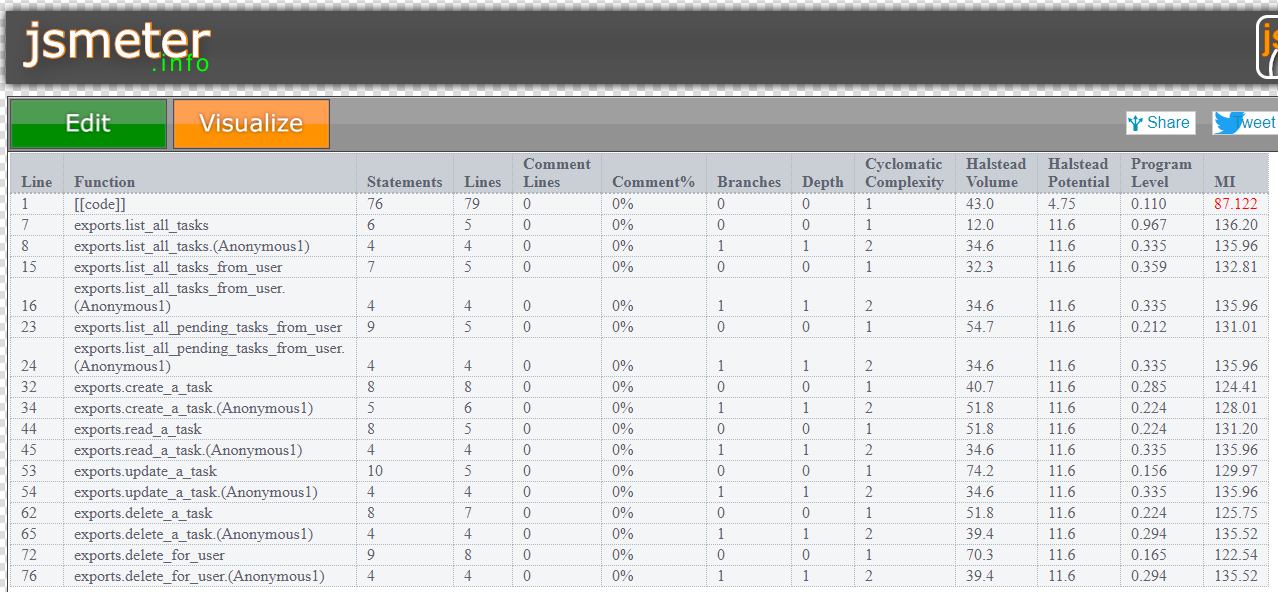 jsmeter
.info
js
Edit Visualize Share Tweet
Line Function Statements Lines Comment Lines Comment% Branches Depth Cyclomatic Complexity Halstead Volume Halstead Potential Program Level MI
1 [[code]] 76 79 0 0% 0 0 1 43.0 4.75 0.110 87.122
7 exports.list_all_tasks 6 5 0 0% 0 0 1 12.0 11.6 0.967 136.20
8 exports.list_all_tasks.(Anonymous1) 4 4 0 0% 1 1 2 34.6 11.6 0.335 135.96
15 exports.list_all_tasks_from_user 7 5 0 0% 0 0 1 32.3 11.6 0.359 132.81
16 exports.list_all_tasks_from_user.(Anonymous1) 4 4 0 0% 1 1 2 34.6 11.6 0.335 135.96
23 exports.list_all_pending_tasks_from_user 9 5 0 0% 0 0 1 54.7 11.6 0.212 131.01
24 exports.list_all_pending_tasks_from_user.(Anonymous1) 4 4 0 0% 1 1 2 34.6 11.6 0.335 135.96
32 exports.create_a_task 8 8 0 0% 0 0 1 40.7 11.6 0.285 124.41
34 exports.create_a_task.(Anonymous1) 5 6 0 0% 1 1 2 51.8 11.6 0.224 128.01
44 exports.read_a_task 8 5 0 0% 0 0 1 51.8 11.6 0.224 131.20
45 exports.read_a_task.(Anonymous1) 4 4 0 0% 1 1 2 34.6 11.6 0.335 135.96
53 exports.update_a_task 10 5 0 0% 0 0 1 74.2 11.6 0.156 129.97
54 exports.update_a_task.(Anonymous1) 4 4 0 0% 1 1 2 34.6 11.6 0.335 135.96
62 exports.delete_a_task 8 7 0 0% 0 0 1 51.8 11.6 0.224 125.75
65 exports.delete_a_task.(Anonymous1) 4 4 0 0% 1 1 2 39.4 11.6 0.294 135.52
72 exports.delete_for_user 9 8 0 0% 0 0 1 70.3 11.6 0.165 122.54
76 exports.delete_for_user.(Anonymous1) 4 4 0 0% 1 1 2 39.4 11.6 0.294 135.52